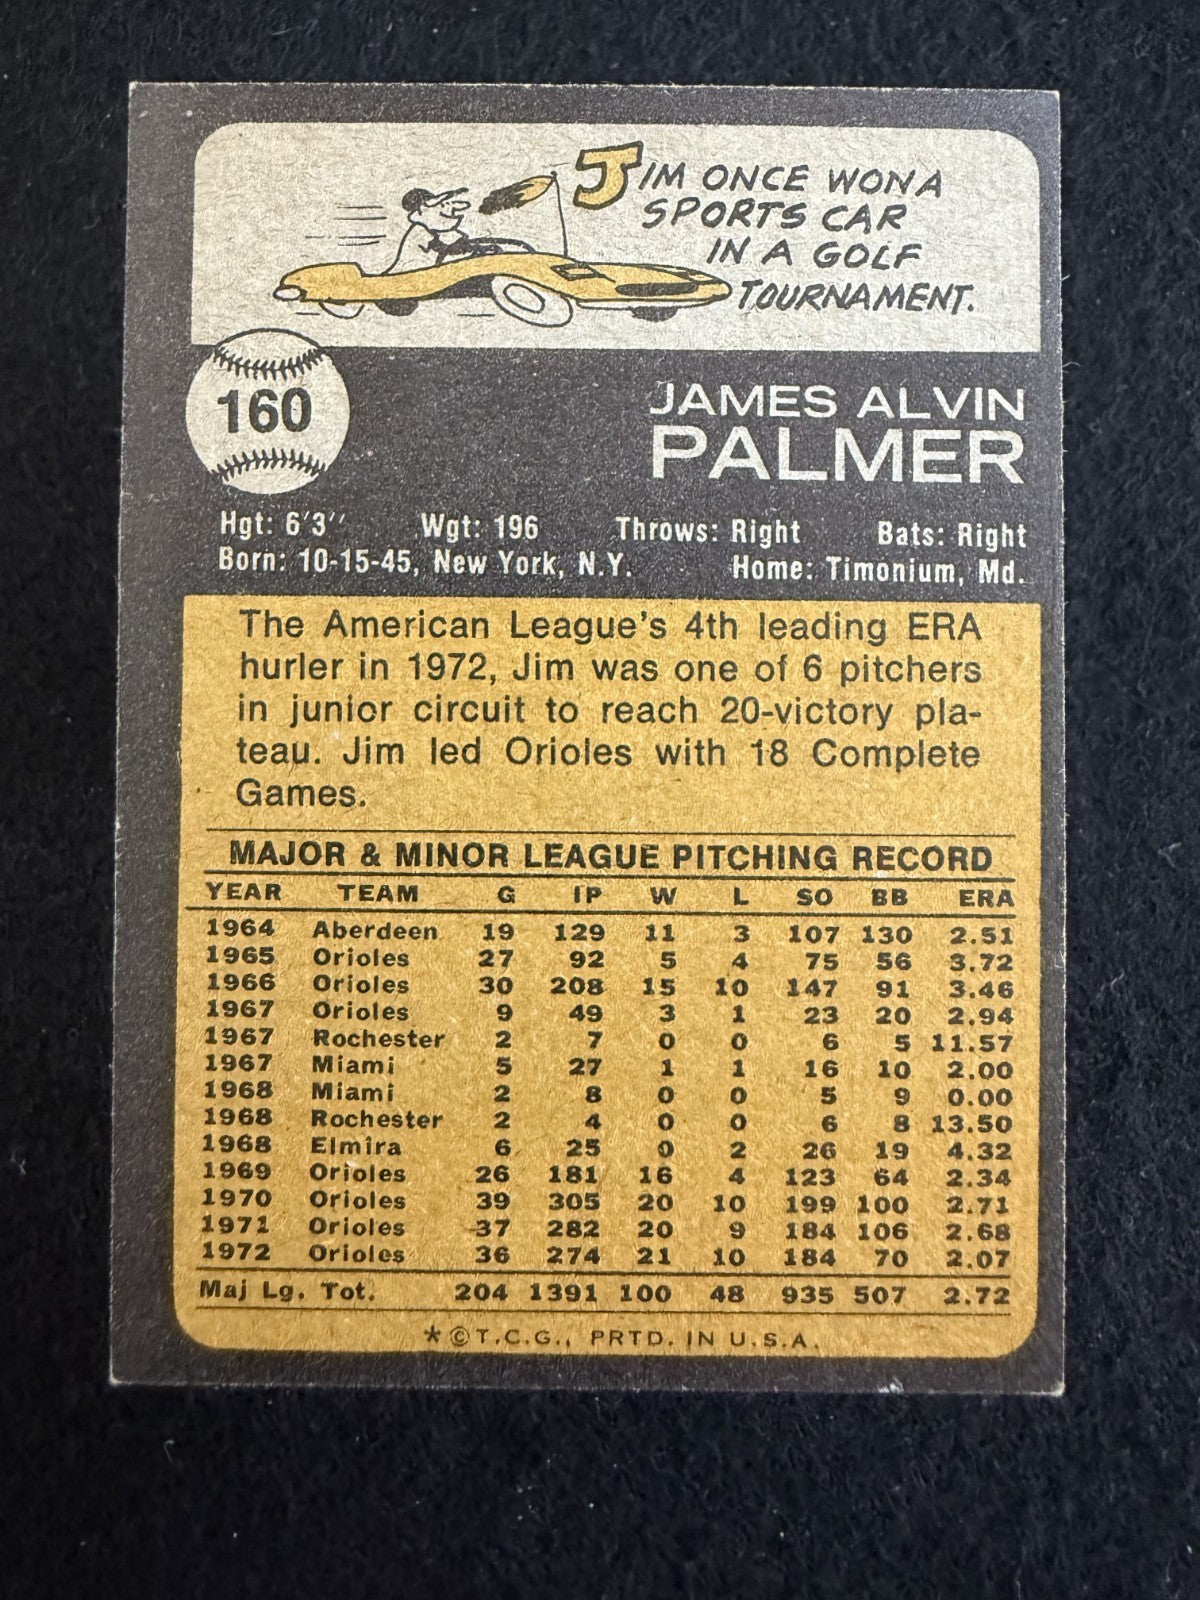 JIM ONCE WON A
SPORTS CAR
IN A GOLF
TOURNAMENT.
160
JAMES ALVIN
PALMER
Hgt: 6'3'' Wgt: 196 Throws: Right Bats: Right
Born: 10-15-45, New York, N.Y. Home: Timonium, Md.
The American League's 4th leading ERA
hurler in 1972, Jim was one of 6 pitchers
in junior circuit to reach 20-victory pla-
teau. Jim led Orioles with 18 Complete
Games.
MAJOR & MINOR LEAGUE PITCHING RECORD
YEAR TEAM G IP W L SO BB ERA
1964 Aberdeen 19 129 11 3 107 130 2.51
1965 Orioles 27 92 5 4 75 56 3.72
1966 Orioles 30 208 15 10 147 91 3.46
1967 Orioles 9 49 3 1 23 20 2.94
1967 Rochester 2 7 0 0 6 5 11.57
1967 Miami 5 27 1 1 16 10 2.00
1968 Miami 2 8 0 0 5 9 0.00
1968 Rochester 2 4 0 0 6 8 13.50
1968 Elmira 6 25 0 2 26 19 4.32
1969 Orioles 26 181 16 4 123 64 2.34
1970 Orioles 39 305 20 10 199 100 2.71
1971 Orioles 37 282 20 9 184 106 2.68
1972 Orioles 36 274 21 10 184 70 2.07
Maj Lg. Tot. 204 1391 100 48 935 507 2.72
*©T.C.G., PRTD. IN U.S.A.